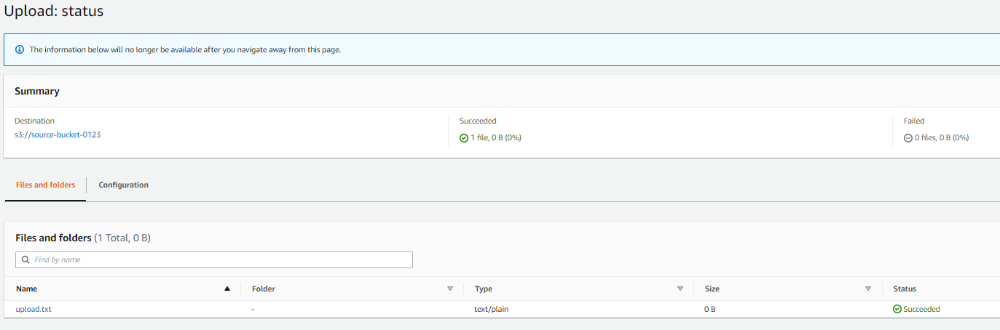 Upload: status
The information below will no longer be available after you navigate away from this page.
Summary
Destination
s3://source-bucket-0123
Succeeded
1 file, 0 B (0%)
Failed
0 files, 0 B (0%)
Files and folders
Configuration
Files and folders (1 Total, 0 B)
Find by name
Name Folder Type Size Status
upload.txt - text/plain 0 B Succeeded